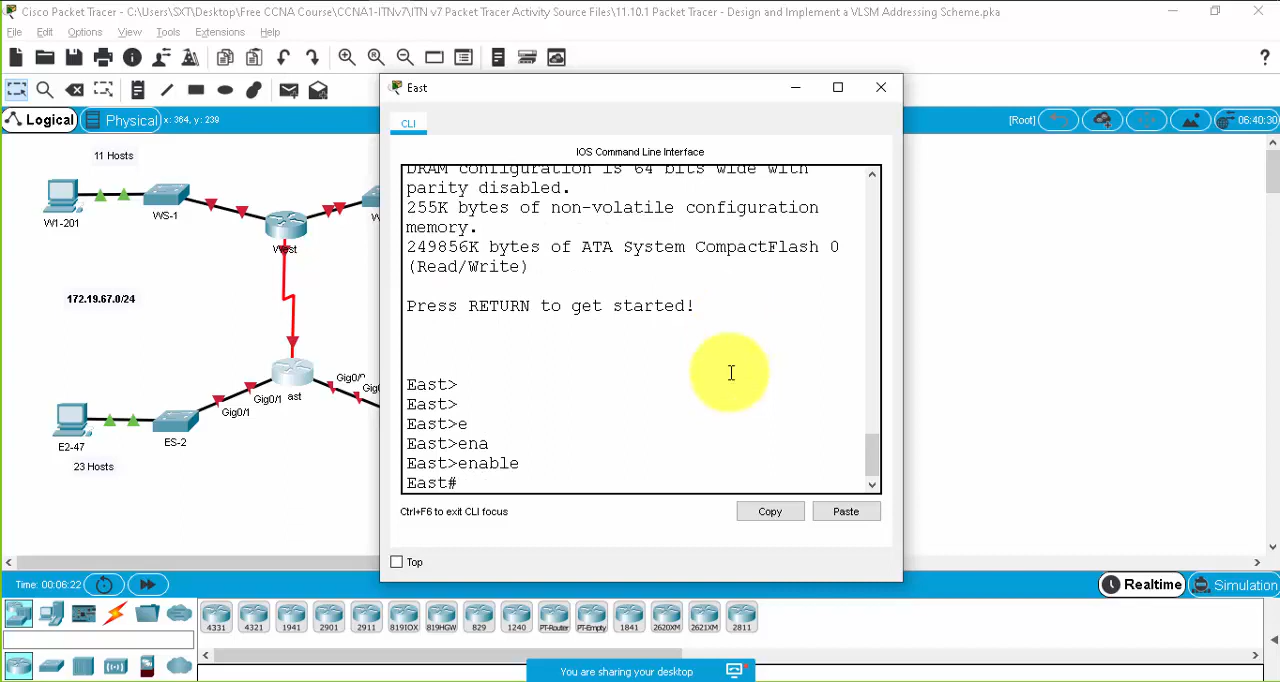 Cisco Packet Tracer - C:\Users\SXT\Desktop\Free CCNA Course\CCNA1-ITNv7\ITN v7 Packet Tracer Activity Source Files\11.10.1 Packet Tracer - Design and Implement a VLSM Addressing Scheme.pka
File Edit Options View Tools Extensions Help
Logical Physical x: 364, y: 239 [Root] 06:40:30
East
CLI
IOS Command Line Interface
DRAM configuration is 64 bits wide with
parity disabled.
255K bytes of non-volatile configuration
memory.
249856K bytes of ATA System CompactFlash 0
(Read/Write)
Press RETURN to get started!
East>
East>
East>e
East>ena
East>enable
East#
Ctrl+F6 to exit CLI focus
Copy Paste
Top
11 Hosts
W1-201
WS-1
W
172.19.67.0/24
Gig0/
ast
Gig0/1
Gig0/1
Gig
E2-47
ES-2
23 Hosts
Time: 00:06:22
Realtime Simulation
4331 4321 1941 2901 2911 819IOX 819HGW 829 1240 PT-Router PT-Empty 1841 2620XM 2621XM 2811
You are sharing your desktop